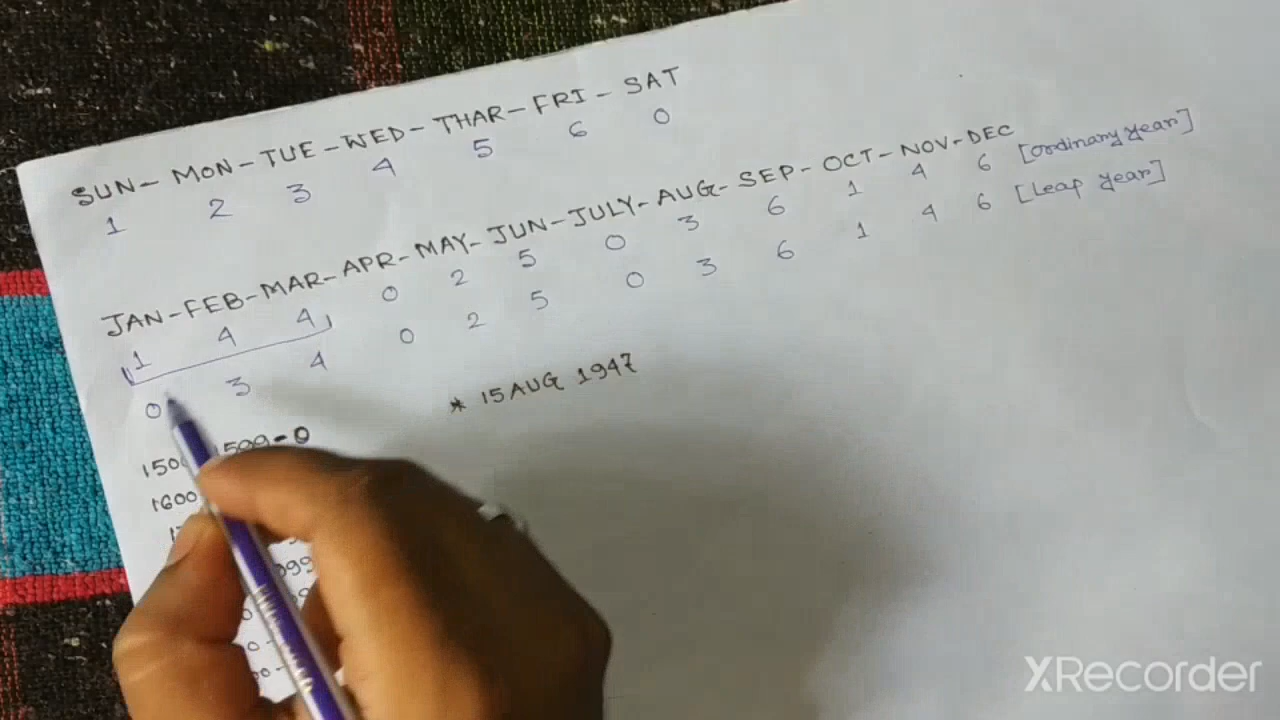 SUN - MON - TUE - WED - THAR - FRI - SAT
1 2 3 4 5 6 0
JAN - FEB - MAR - APR - MAY - JUN - JULY - AUG - SEP - OCT - NOV - DEC
1 4 4 0 2 5 0 3 6 1 4 6 [Ordinary year]
0 3 4 0 2 5 0 3 6 1 4 6 [Leap year]
* 15 AUG 1947
1599 - 0
1600
XRecorder